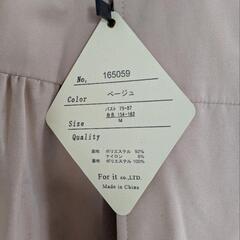 No. 165059
Color ベージュ
バスト 79-87
身長 154-162
Size M
Quality
表地 ポリエステル 92%
ナイロン 8%
裏地 ポリエステル 100%
For it co.,LTD.
Made in China